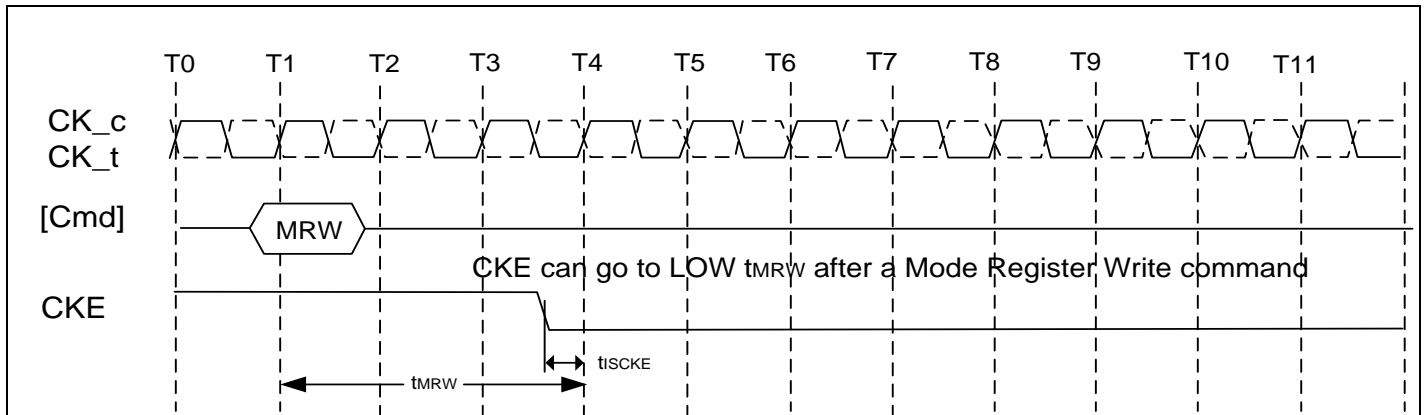 T0 T1 T2 T3 T4 T5 T6 T7 T8 T9 T10 T11
CK_c
CK_t
[Cmd] MRW
CKE can go to LOW tMRW after a Mode Register Write command
CKE
tISCKE
tMRW